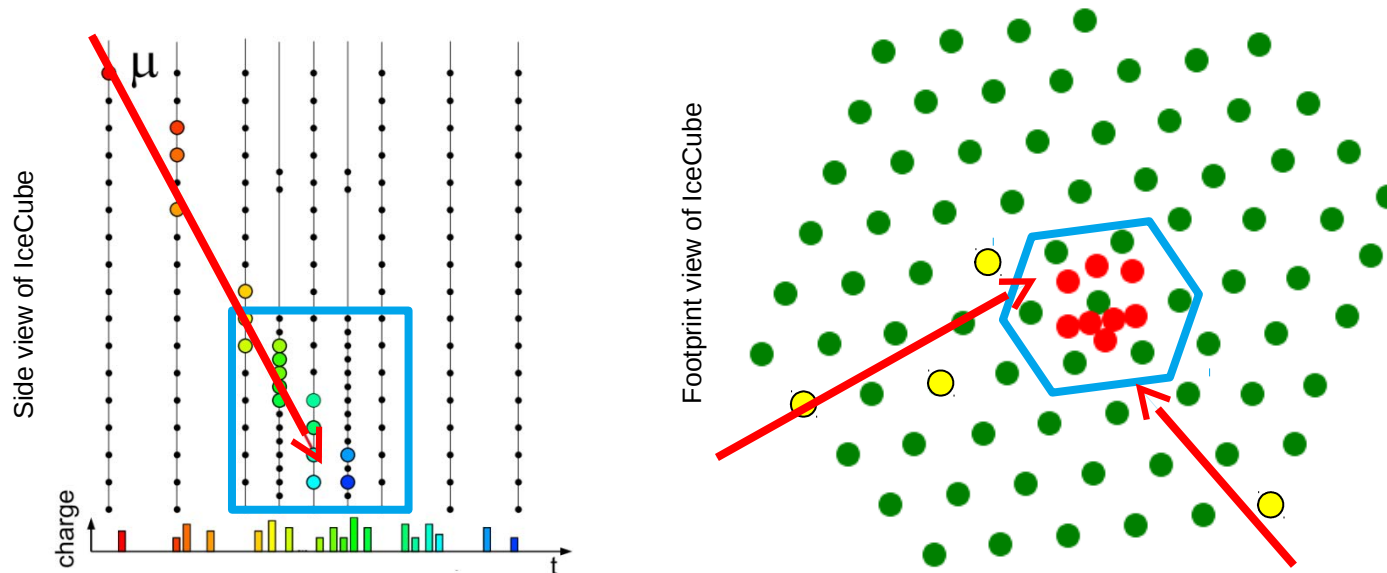 Side view of IceCube
μ
charge
t
Footprint view of IceCube